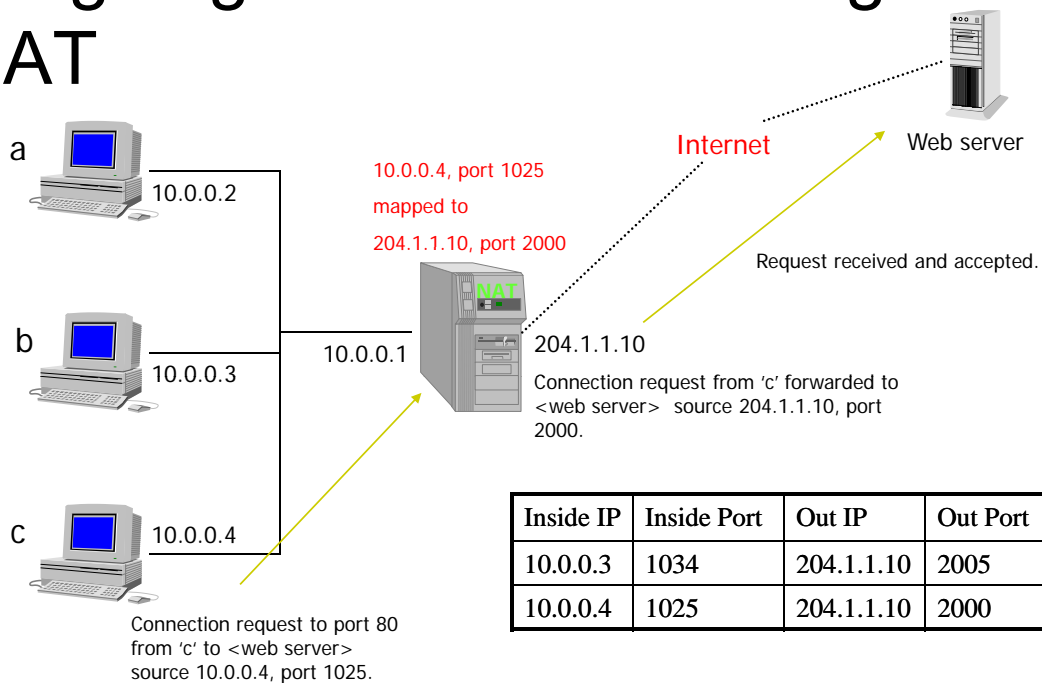 AT
a
10.0.0.2
b
10.0.0.3
c
10.0.0.4
10.0.0.1
10.0.0.4, port 1025
mapped to
204.1.1.10, port 2000
NAT
Internet
Web server
Request received and accepted.
204.1.1.10
Connection request from ‘c’ forwarded to
<web server> source 204.1.1.10, port
2000.
Connection request to port 80
from ‘c’ to <web server>
source 10.0.0.4, port 1025.
Inside IP Inside Port Out IP Out Port
10.0.0.3 1034 204.1.1.10 2005
10.0.0.4 1025 204.1.1.10 2000